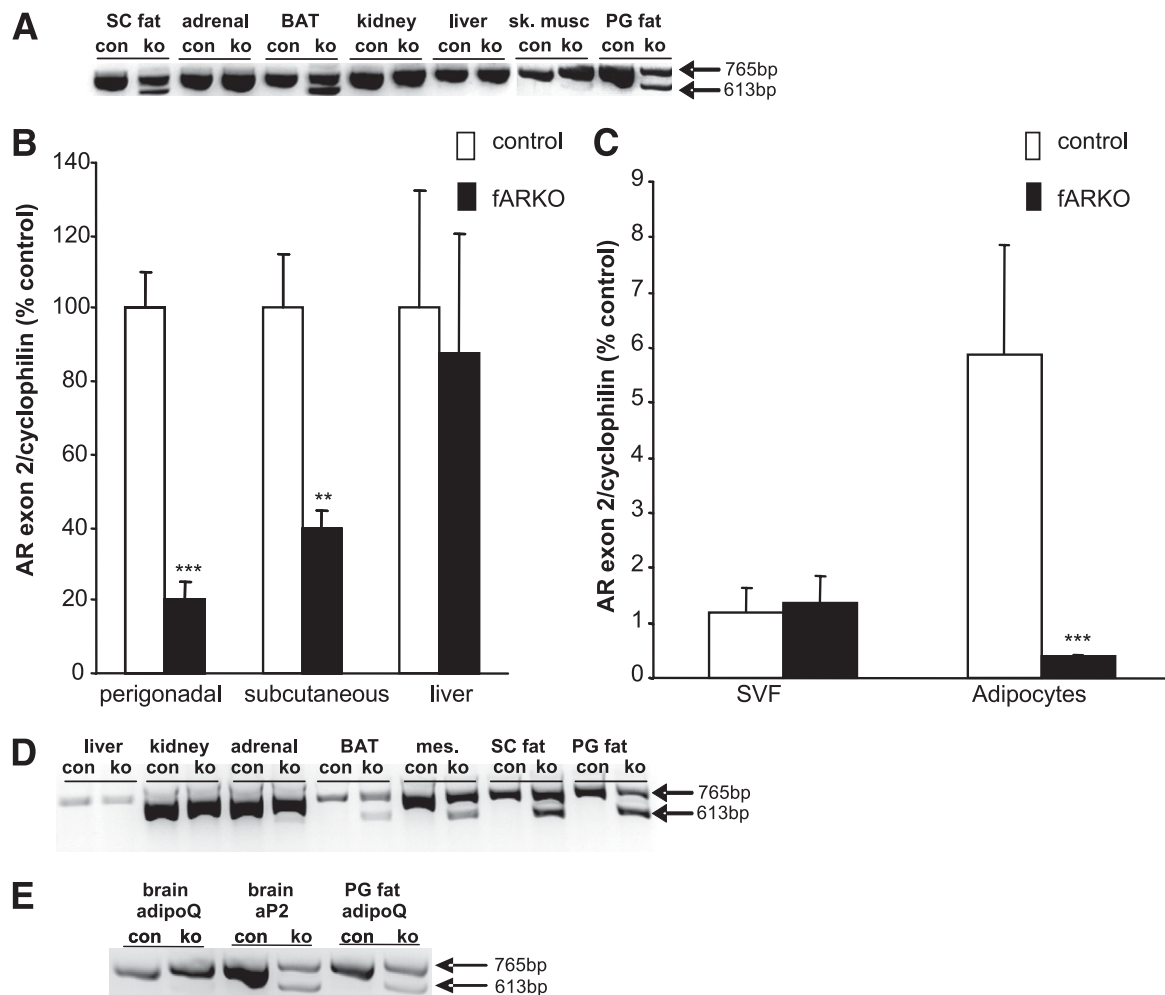 A
SC fat adrenal BAT kidney liver sk. musc PG fat
con ko con ko con ko con ko con ko con ko con ko
765bp
613bp
B
control
fARKO
AR exon 2/cyclophilin (% control)
140
120
100
80
60
40
20
0
***
**
perigonadal subcutaneous liver
C
control
fARKO
AR exon 2/cyclophilin (% control)
9
8
7
6
5
4
3
2
1
0
***
SVF Adipocytes
D
liver kidney adrenal BAT mes. SC fat PG fat
con ko con ko con ko con ko con ko con ko con ko
765bp
613bp
E
brain brain PG fat
adipoQ aP2 adipoQ
con ko con ko con ko
765bp
613bp